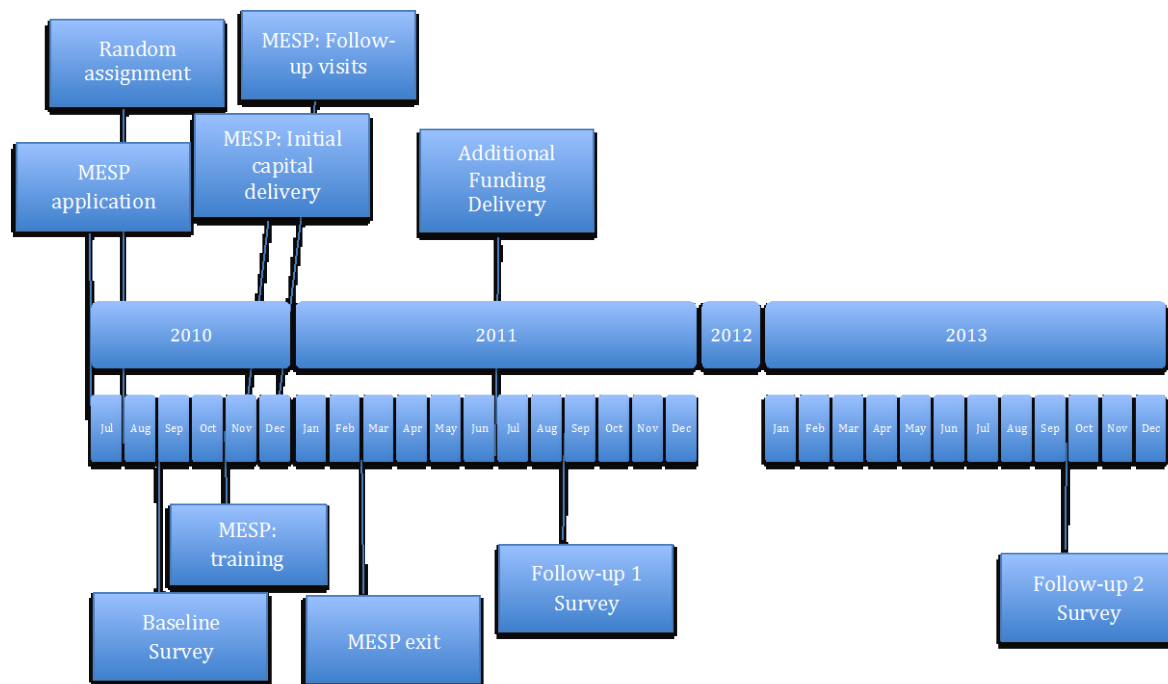 Random
assignment
MESP: Follow-
up visits
MESP
application
MESP: Initial
capital
delivery
Additional
Funding
Delivery
2010
2011
2012
2013
Jul
Aug
Sep
Oct
Nov
Dec
Jan
Feb
Mar
Apr
May
Jun
Jul
Aug
Sep
Oct
Nov
Dec
Jan
Feb
Mar
Apr
May
Jun
Jul
Aug
Sep
Oct
Nov
Dec
MESP:
training
Baseline
Survey
MESP exit
Follow-up 1
Survey
Follow-up 2
Survey